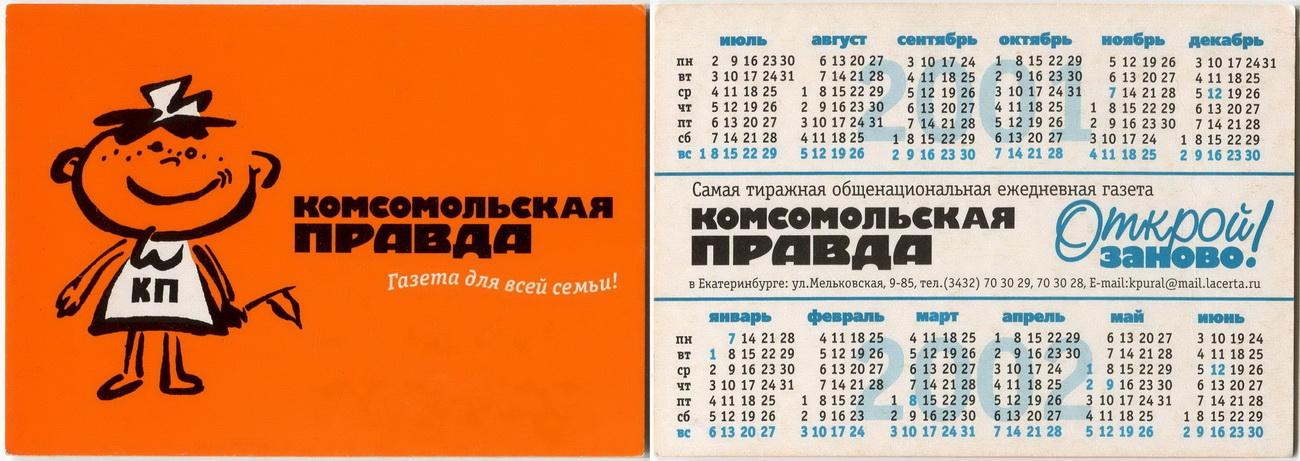 КП
КОМСОМОЛЬСКАЯ
ПРАВДА
Газета для всей семьи!
2001
июль август сентябрь октябрь ноябрь декабрь
пн 2 9 16 23 30 6 13 20 27 3 10 17 24 1 8 15 22 29 5 12 19 26 3 10 17 24 31
вт 3 10 17 24 31 7 14 21 28 4 11 18 25 2 9 16 23 30 6 13 20 27 4 11 18 25
ср 4 11 18 25 1 8 15 22 29 5 12 19 26 3 10 17 24 31 7 14 21 28 5 12 19 26
чт 5 12 19 26 2 9 16 23 30 6 13 20 27 4 11 18 25 1 8 15 22 29 6 13 20 27
пт 6 13 20 27 3 10 17 24 31 7 14 21 28 5 12 19 26 2 9 16 23 30 7 14 21 28
сб 7 14 21 28 4 11 18 25 1 8 15 22 29 6 13 20 27 3 10 17 24 1 8 15 22 29
вс 1 8 15 22 29 5 12 19 26 2 9 16 23 30 7 14 21 28 4 11 18 25 2 9 16 23 30
Самая тиражная общенациональная ежедневная газета
КОМСОМОЛЬСКАЯ
ПРАВДА
Открой
заново!
в Екатеринбурге: ул.Мельковская, 9-85, тел.(3432) 70 30 29, 70 30 28, E-mail:kpural@mail.lacerta.ru
2002
январь февраль март апрель май июнь
пн 7 14 21 28 4 11 18 25 4 11 18 25 1 8 15 22 29 6 13 20 27 3 10 19 24
вт 1 8 15 22 29 5 12 19 26 5 12 19 26 2 9 16 23 30 7 14 21 28 4 11 18 25
ср 2 9 16 23 30 6 13 20 27 6 13 20 27 3 10 17 24 1 8 15 22 29 5 12 19 26
чт 3 10 17 24 31 7 14 21 28 7 14 21 28 4 11 18 25 2 9 16 23 30 6 13 20 27
пт 4 11 18 25 1 8 15 22 1 8 15 22 29 5 12 19 26 3 10 17 24 31 7 14 21 28
сб 5 12 19 26 2 9 16 23 2 9 16 23 30 6 13 20 27 4 11 18 25 1 8 15 22 29
вс 6 13 20 27 3 10 17 24 3 10 17 24 31 7 14 21 28 5 12 19 26 2 9 16 23 30